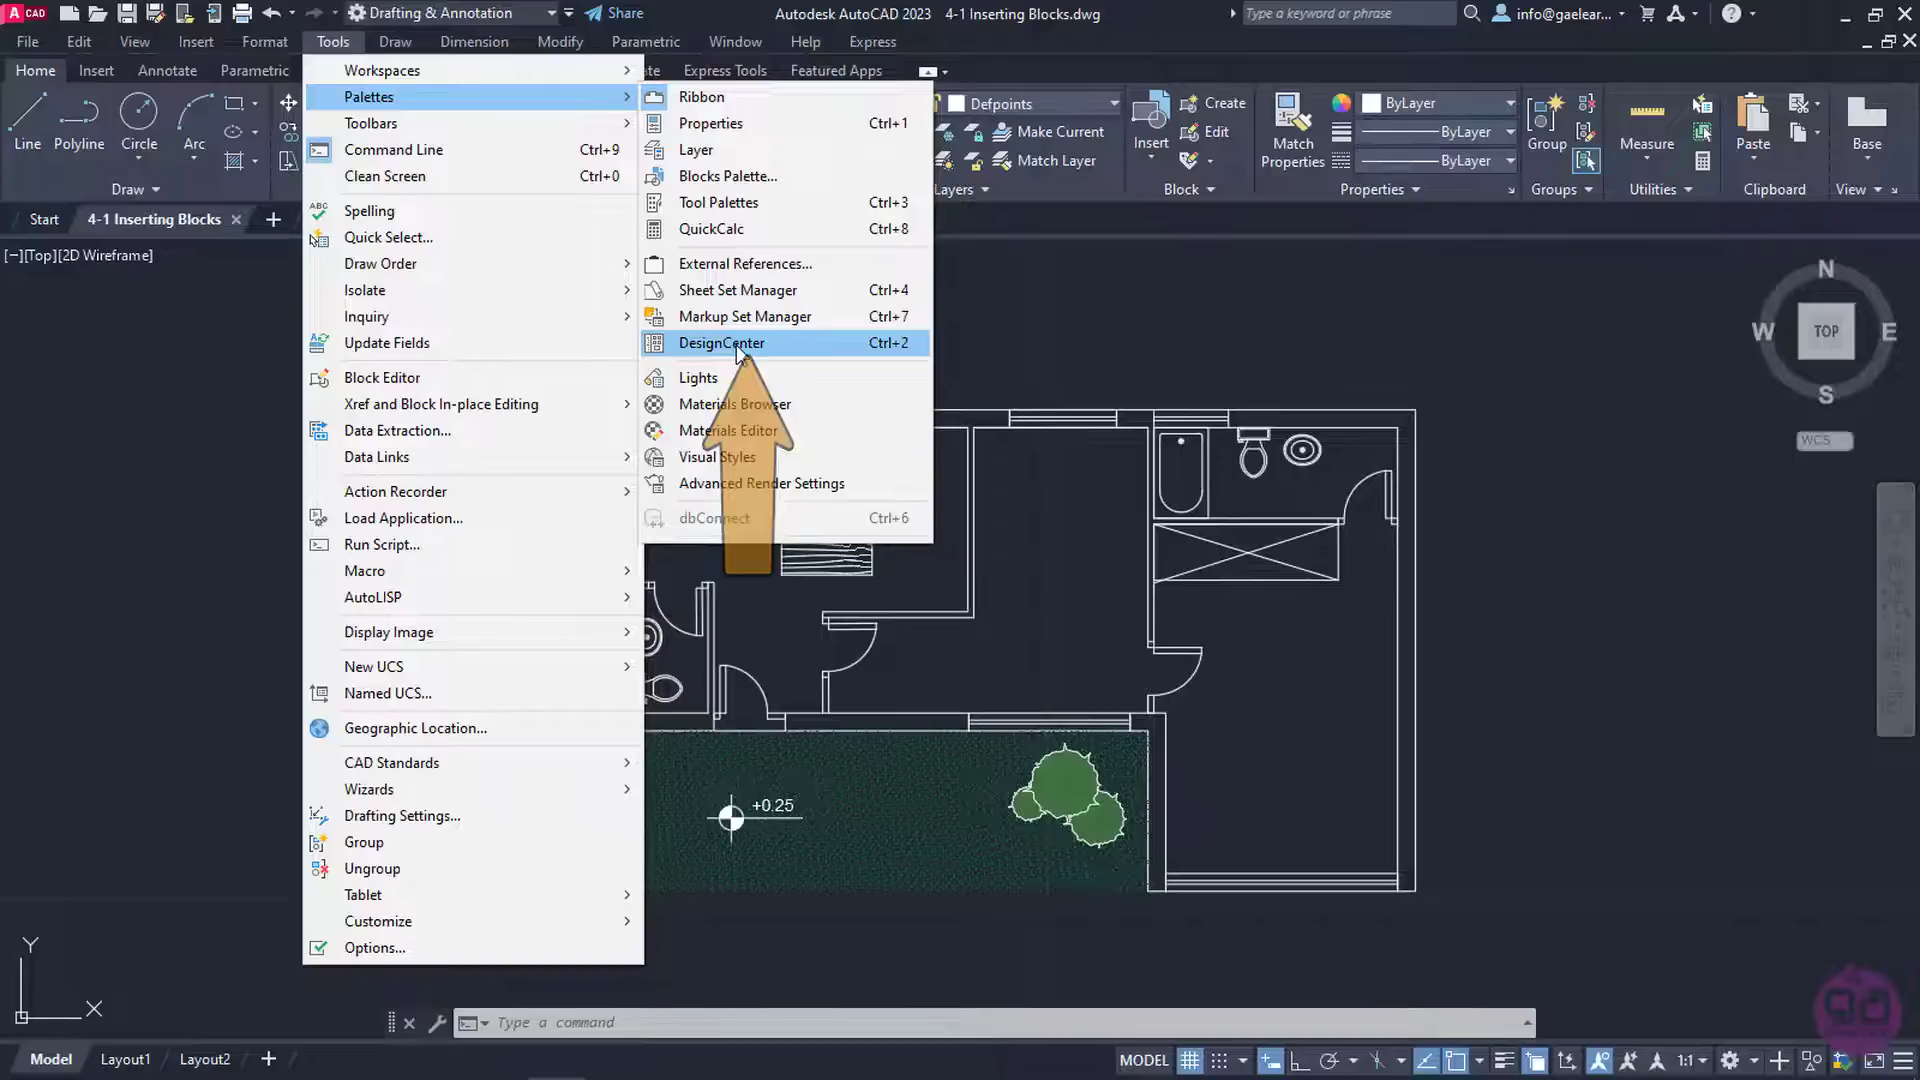 A CAD
Drafting & Annotation
Share
Autodesk AutoCAD 2023 4-1 Inserting Blocks.dwg
Type a keyword or phrase
info@gaelear...
File Edit View Insert Format Tools Draw Dimension Modify Parametric Window Help Express
Home Insert Annotate Parametric
ate Express Tools Featured Apps
Line Polyline Circle Arc
Draw
Defpoints
Make Current
Match Layer
Layers
Insert
Create
Edit
Block
Match
Properties
ByLayer
ByLayer
ByLayer
Properties
Group
Groups
Measure
Utilities
Paste
Clipboard
Base
View
Start
4-1 Inserting Blocks
[−][Top][2D Wireframe]
Workspaces
Palettes
Toolbars
Command Line Ctrl+9
Clean Screen Ctrl+0
ABC
Spelling
Quick Select...
Draw Order
Isolate
Inquiry
Update Fields
Block Editor
Xref and Block In-place Editing
Data Extraction...
Data Links
Action Recorder
Load Application...
Run Script...
Macro
AutoLISP
Display Image
New UCS
Named UCS...
Geographic Location...
CAD Standards
Wizards
Drafting Settings...
Group
Ungroup
Tablet
Customize
Options...
Ribbon
Properties Ctrl+1
Layer
Blocks Palette...
Tool Palettes Ctrl+3
QuickCalc Ctrl+8
External References...
Sheet Set Manager Ctrl+4
Markup Set Manager Ctrl+7
DesignCenter Ctrl+2
Lights
Materials Browser
Materials Editor
Visual Styles
Advanced Render Settings
dbConnect Ctrl+6
N
W TOP E
S
WCS
+0.25
Y
X
Type a command
Model Layout1 Layout2
MODEL
1:1